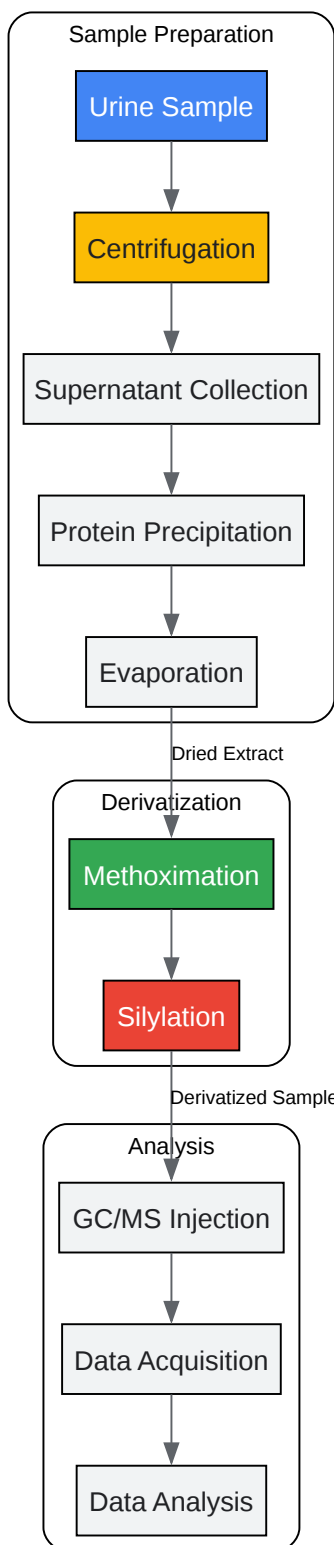 Sample Preparation
Urine Sample
Centrifugation
Supernatant Collection
Protein Precipitation
Evaporation
Dried Extract
Derivatization
Methoximation
Silylation
Derivatized Sample
Analysis
GC/MS Injection
Data Acquisition
Data Analysis